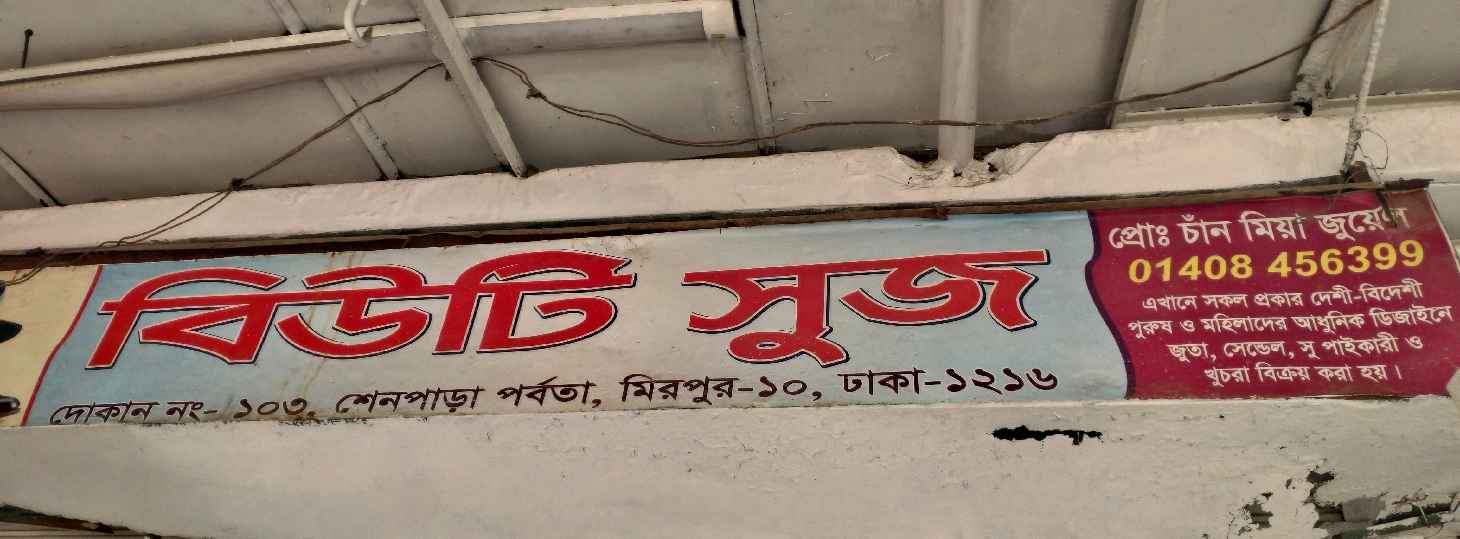 বিউটি সুজ
দোকান নং- ১০৩, শেনপাড়া পর্বতা, মিরপুর-১০, ঢাকা-১২১৬
প্রোঃ চাঁন মিয়া জুয়েল
01408 456399
এখানে সকল প্রকার দেশী-বিদেশী
পুরুষ ও মহিলাদের আধুনিক ডিজাইনে
জুতা, সেন্ডেল, সু পাইকারী ও
খুচরা বিক্রয় করা হয়।